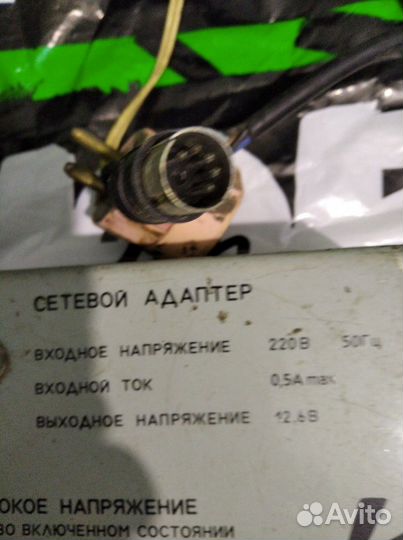 СЕТЕВОЙ АДАПТЕР
ВХОДНОЕ НАПРЯЖЕНИЕ 220В 50Гц
ВХОДНОЙ ТОК 0,5А max
ВЫХОДНОЕ НАПРЯЖЕНИЕ 12,6В
ОКОЕ НАПРЯЖЕНИЕ
ВО ВКЛЮЧЕННОМ СОСТОЯНИИ
Avito